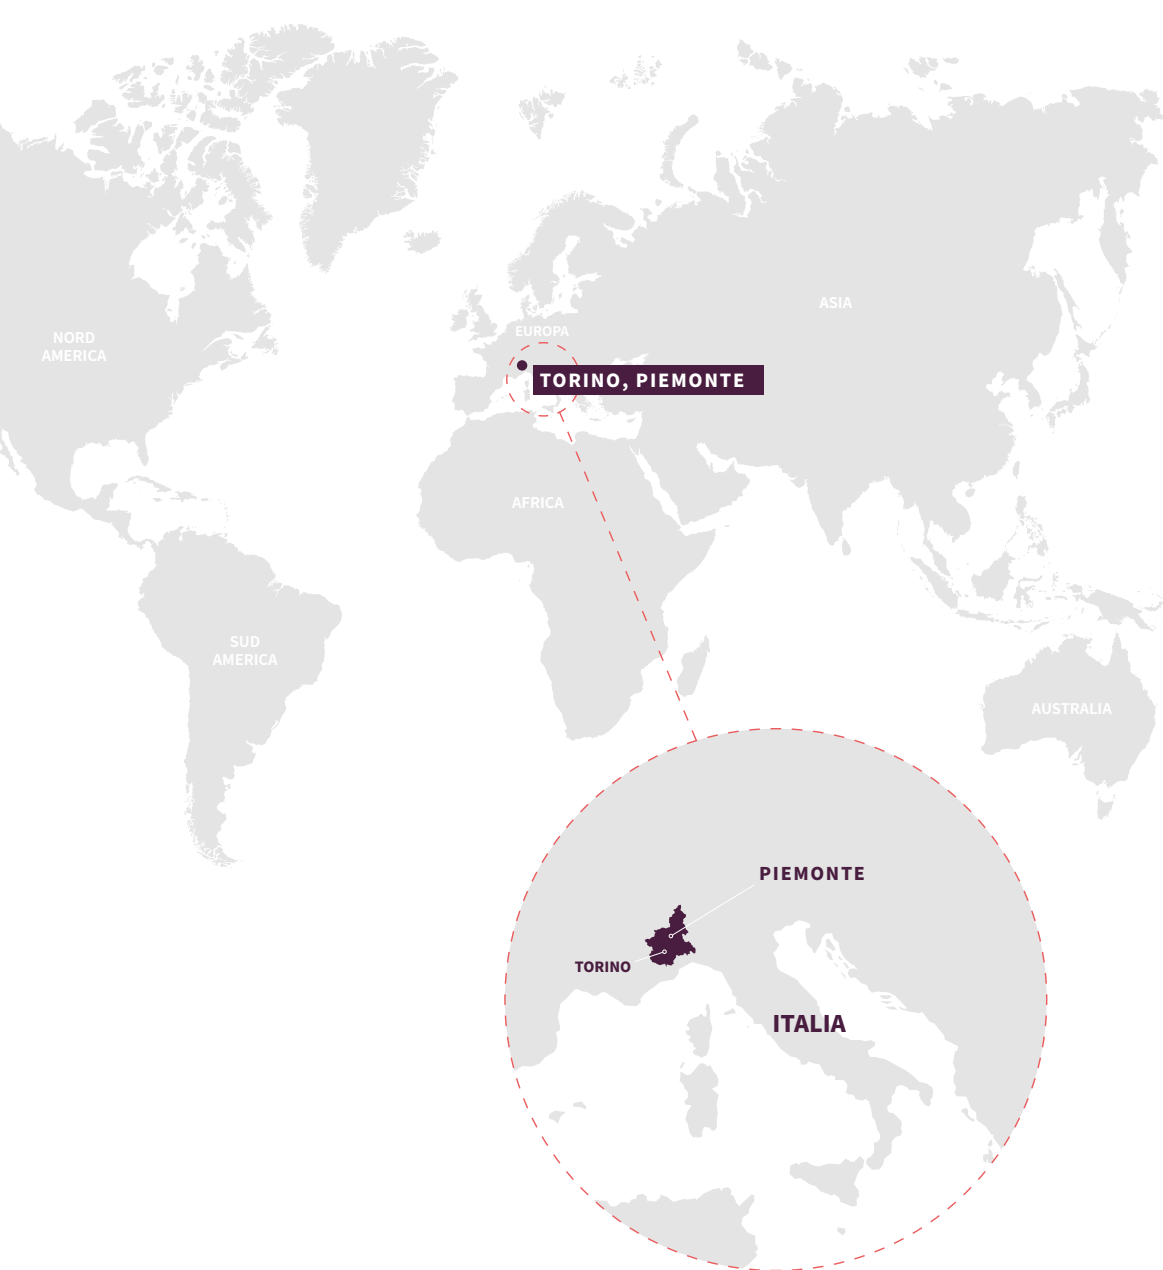 ASIA
EUROPA
NORD
AMERICA
TORINO, PIEMONTE
AFRICA
SUD
AMERICA
AUSTRALIA
PIEMONTE
TORINO
ITALIA